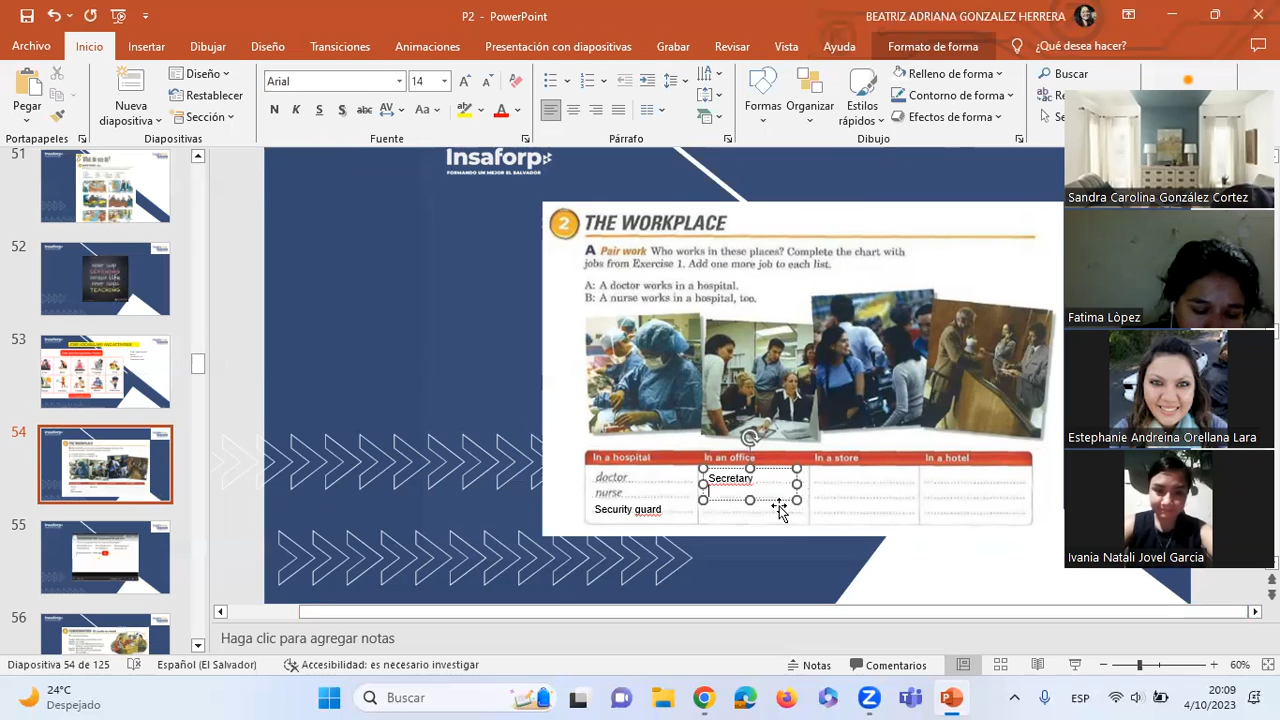 P2 - PowerPoint
BEATRIZ ADRIANA GONZALEZ HERRERA
Archivo Inicio Insertar Dibujar Diseño Transiciones Animaciones Presentación con diapositivas Grabar Revisar Vista Ayuda Formato de forma ¿Qué desea hacer?
Pegar
Portapapeles
Nueva
diapositiva
Diseño
Restablecer
Sección
Diapositivas
Arial 14
N K S S abc AV Aa A
Fuente
Párrafo
Formas Organizar Estilos
rápidos
Relleno de forma
Contorno de forma
Efectos de forma
Dibujo
Buscar
51
52
53
54
55
56
Insaforp
FORMANDO UN MEJOR EL SALVADOR
2 THE WORKPLACE
A Pair work Who works in these places? Complete the chart with
jobs from Exercise 1. Add one more job to each list.
A: A doctor works in a hospital.
B: A nurse works in a hospital, too.
In a hospital In an office In a store In a hotel
doctor Secretary
nurse
Security guard
Sandra Carolina González Cortez
Fatima López
Estephanie Andreina Orellana Jara
Ivania Natali Jovel Garcia
Haga clic para agregar notas
Diapositiva 54 de 125 Español (El Salvador) Accesibilidad: es necesario investigar Notas Comentarios 60%
24°C
Despejado
Buscar
ESP
20:09
4/10/2023